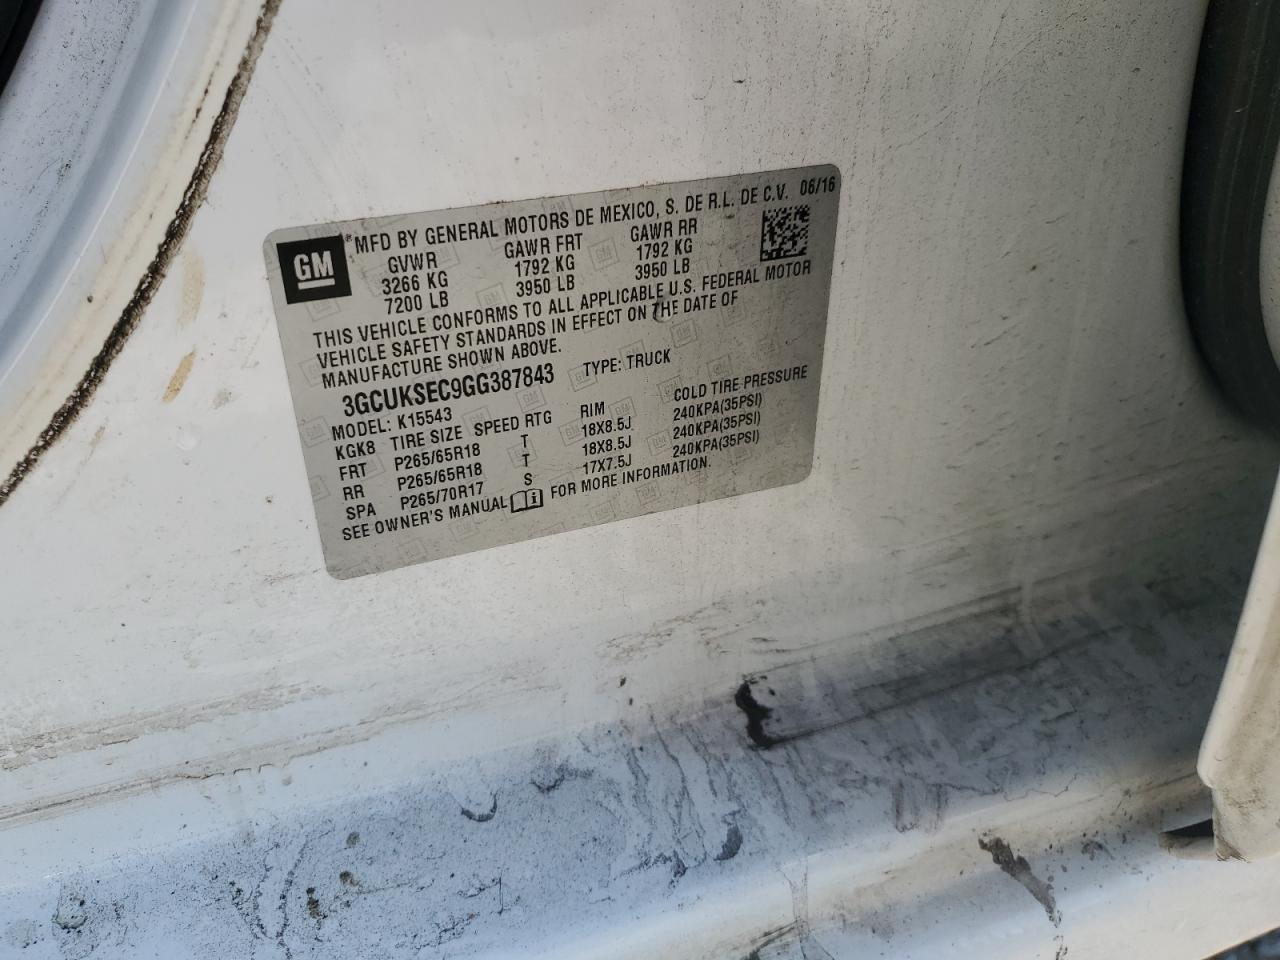 GM
®MFD BY GENERAL MOTORS DE MEXICO, S. DE R.L. DE C.V. 06/16
GVWR GAWR FRT GAWR RR
3266 KG 1792 KG 1792 KG
7200 LB 3950 LB 3950 LB
THIS VEHICLE CONFORMS TO ALL APPLICABLE U.S. FEDERAL MOTOR
VEHICLE SAFETY STANDARDS IN EFFECT ON THE DATE OF
MANUFACTURE SHOWN ABOVE.
3GCUKSEC9GG387843 TYPE: TRUCK
MODEL: K15543
KGK8 TIRE SIZE SPEED RTG RIM COLD TIRE PRESSURE
FRT P265/65R18 T 18X8.5J 240KPA(35PSI)
RR P265/65R18 T 18X8.5J 240KPA(35PSI)
SPA P265/70R17 S 17X7.5J 240KPA(35PSI)
SEE OWNER'S MANUAL FOR MORE INFORMATION.